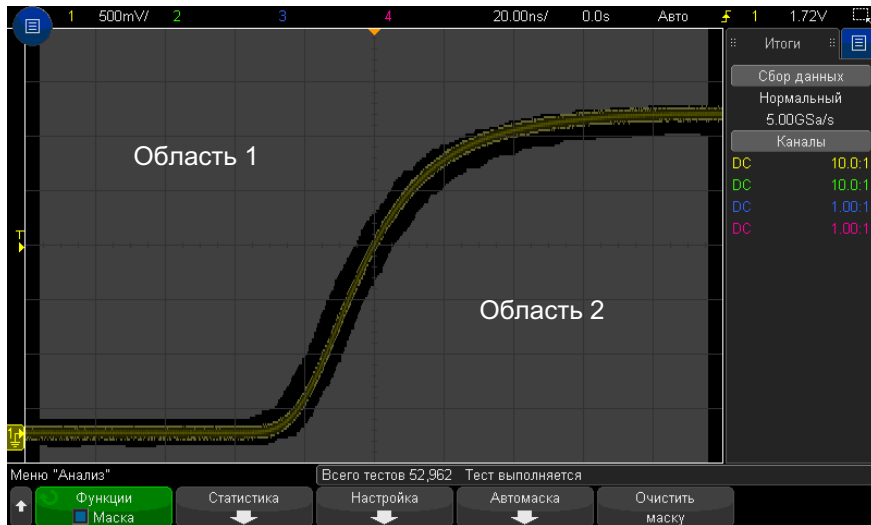 1 500mV/ 2 3 4 20.00ns/ 0.0s Авто 1 1.72V
Итоги
Сбор данных
Нормальный
5.00GSa/s
Каналы
DC 10.0:1
DC 10.0:1
DC 1.00:1
DC 1.00:1
Область 1
T
Область 2
1
Меню "Анализ" Всего тестов 52,962 Тест выполняется
Функции Статистика Настройка Автомаска Очистить
Маска маску